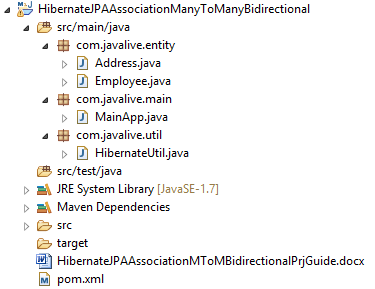 HibernateJPAAssociationManyToManyBidirectional
src/main/java
com.javalive.entity
Address.java
Employee.java
com.javalive.main
MainApp.java
com.javalive.util
HibernateUtil.java
src/test/java
JRE System Library [JavaSE-1.7]
Maven Dependencies
src
target
HibernateJPAAssociationMToMBidirectionalPrjGuide.docx
pom.xml